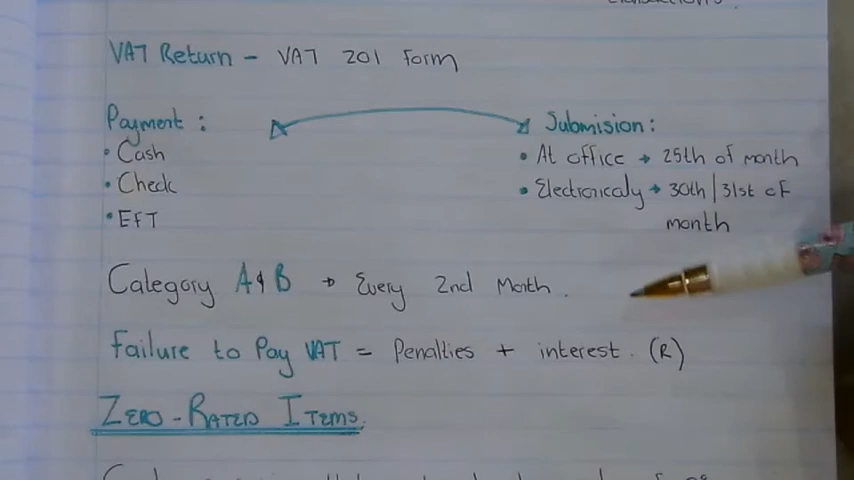 transactions.
VAT Return - VAT 201 Form
Payment :
• Cash
• Check
• EFT
Submision:
• At office → 25th of month
• Electronicaly → 30th | 31st of
month
Category A & B → Every 2nd Month.
Failure to Pay VAT = Penalties + interest. (R)
ZERO-RATED ITEMS.